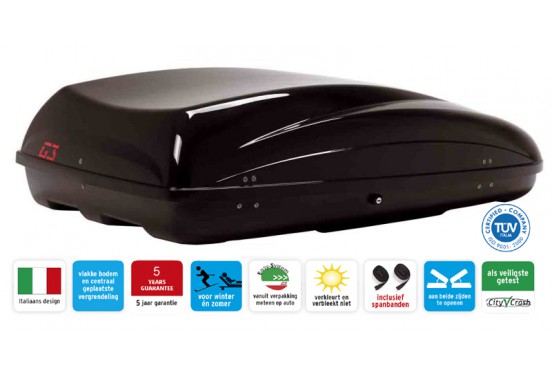 G3
CERTIFIED - COMPANY
TÜV
ITALIA
ISO 9001: 2000
Italiaans design
vlakke bodem
en centraal
geplaatste
vergrendeling
5
YEARS
GUARANTEE
5 jaar garantie
voor winter
én zomer
vanuit verpakking
meteen op auto
verkleurt en
verbleekt niet
inclusief
spanbanden
aan beide zijden
te openen
als veiligste
getest
City Crash